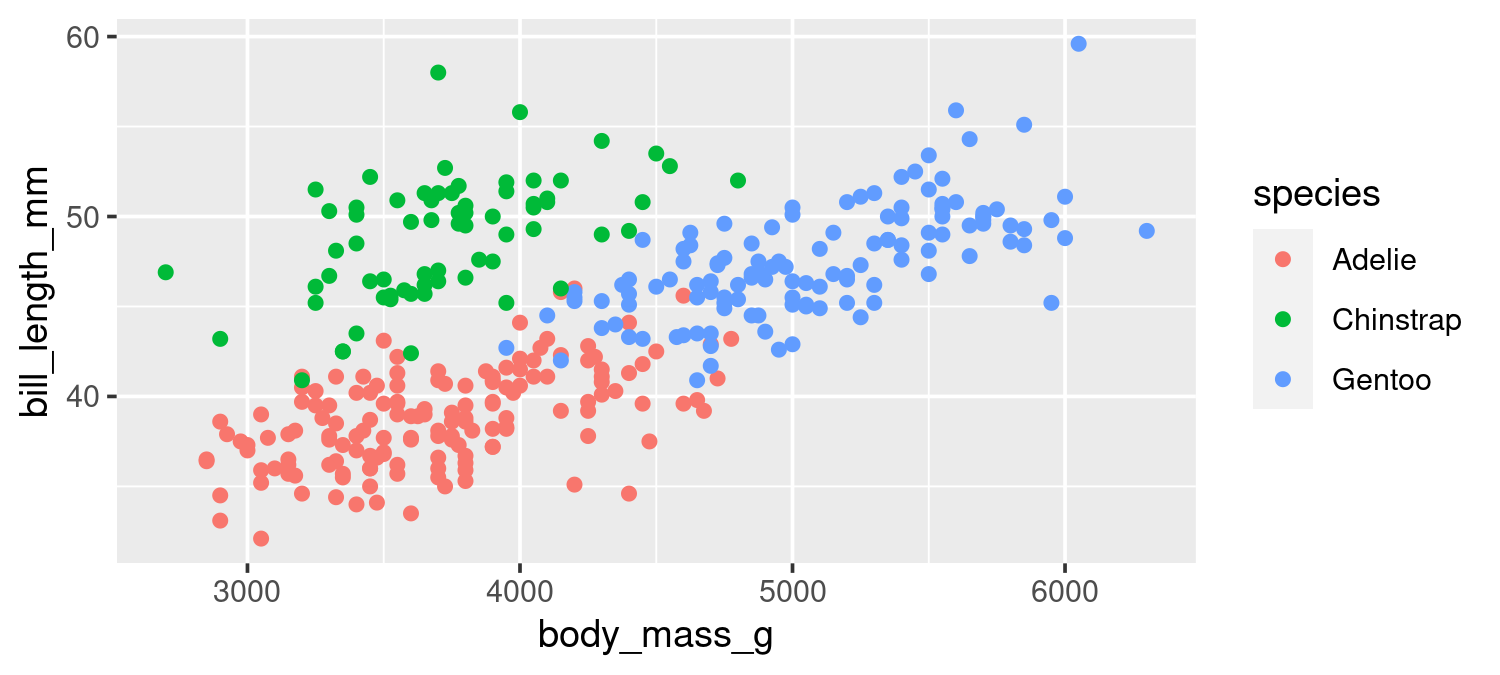 60
50
40
bill_length_mm
3000 4000 5000 6000
body_mass_g
species
Adelie
Chinstrap
Gentoo